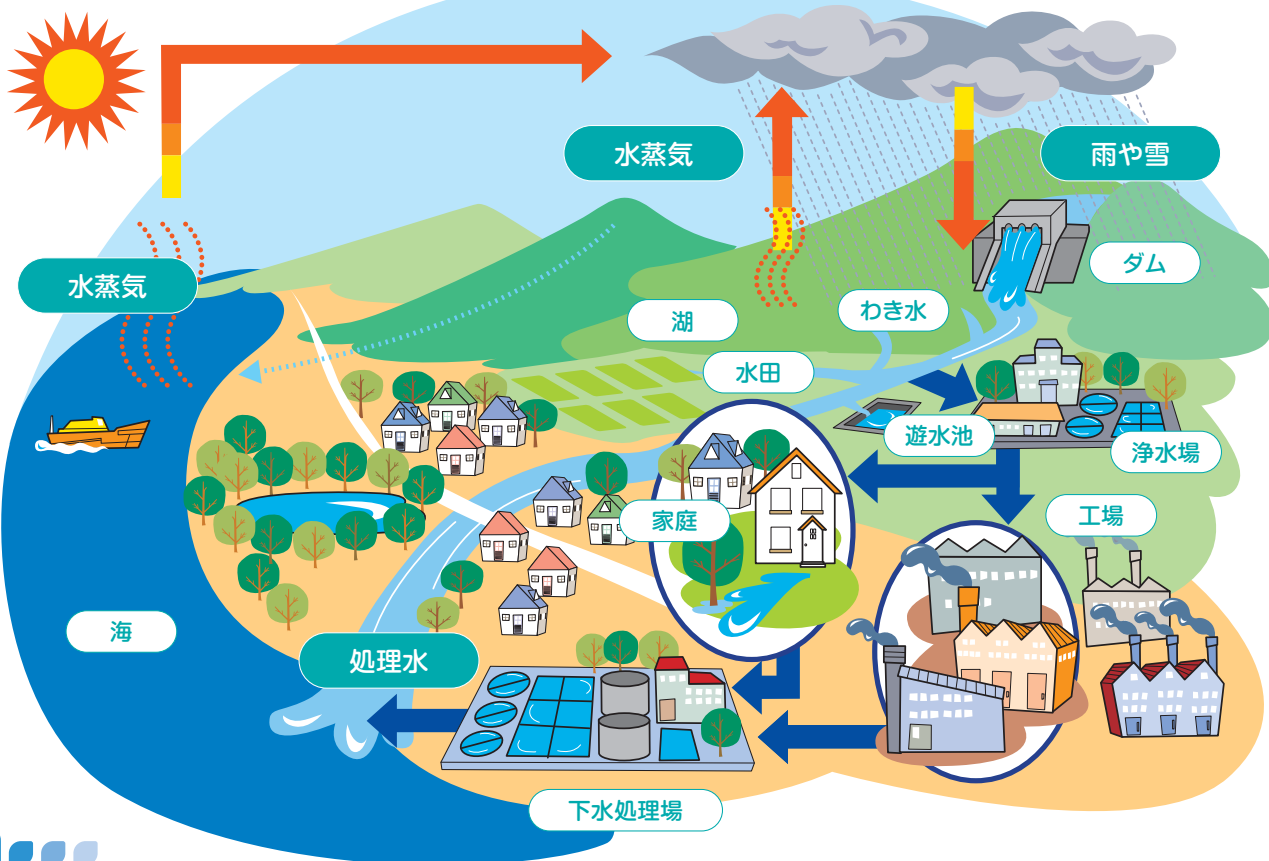 水蒸気
雨や雪
ダム
水蒸気
わき水
湖
水田
遊水池
浄水場
家庭
工場
海
処理水
下水処理場